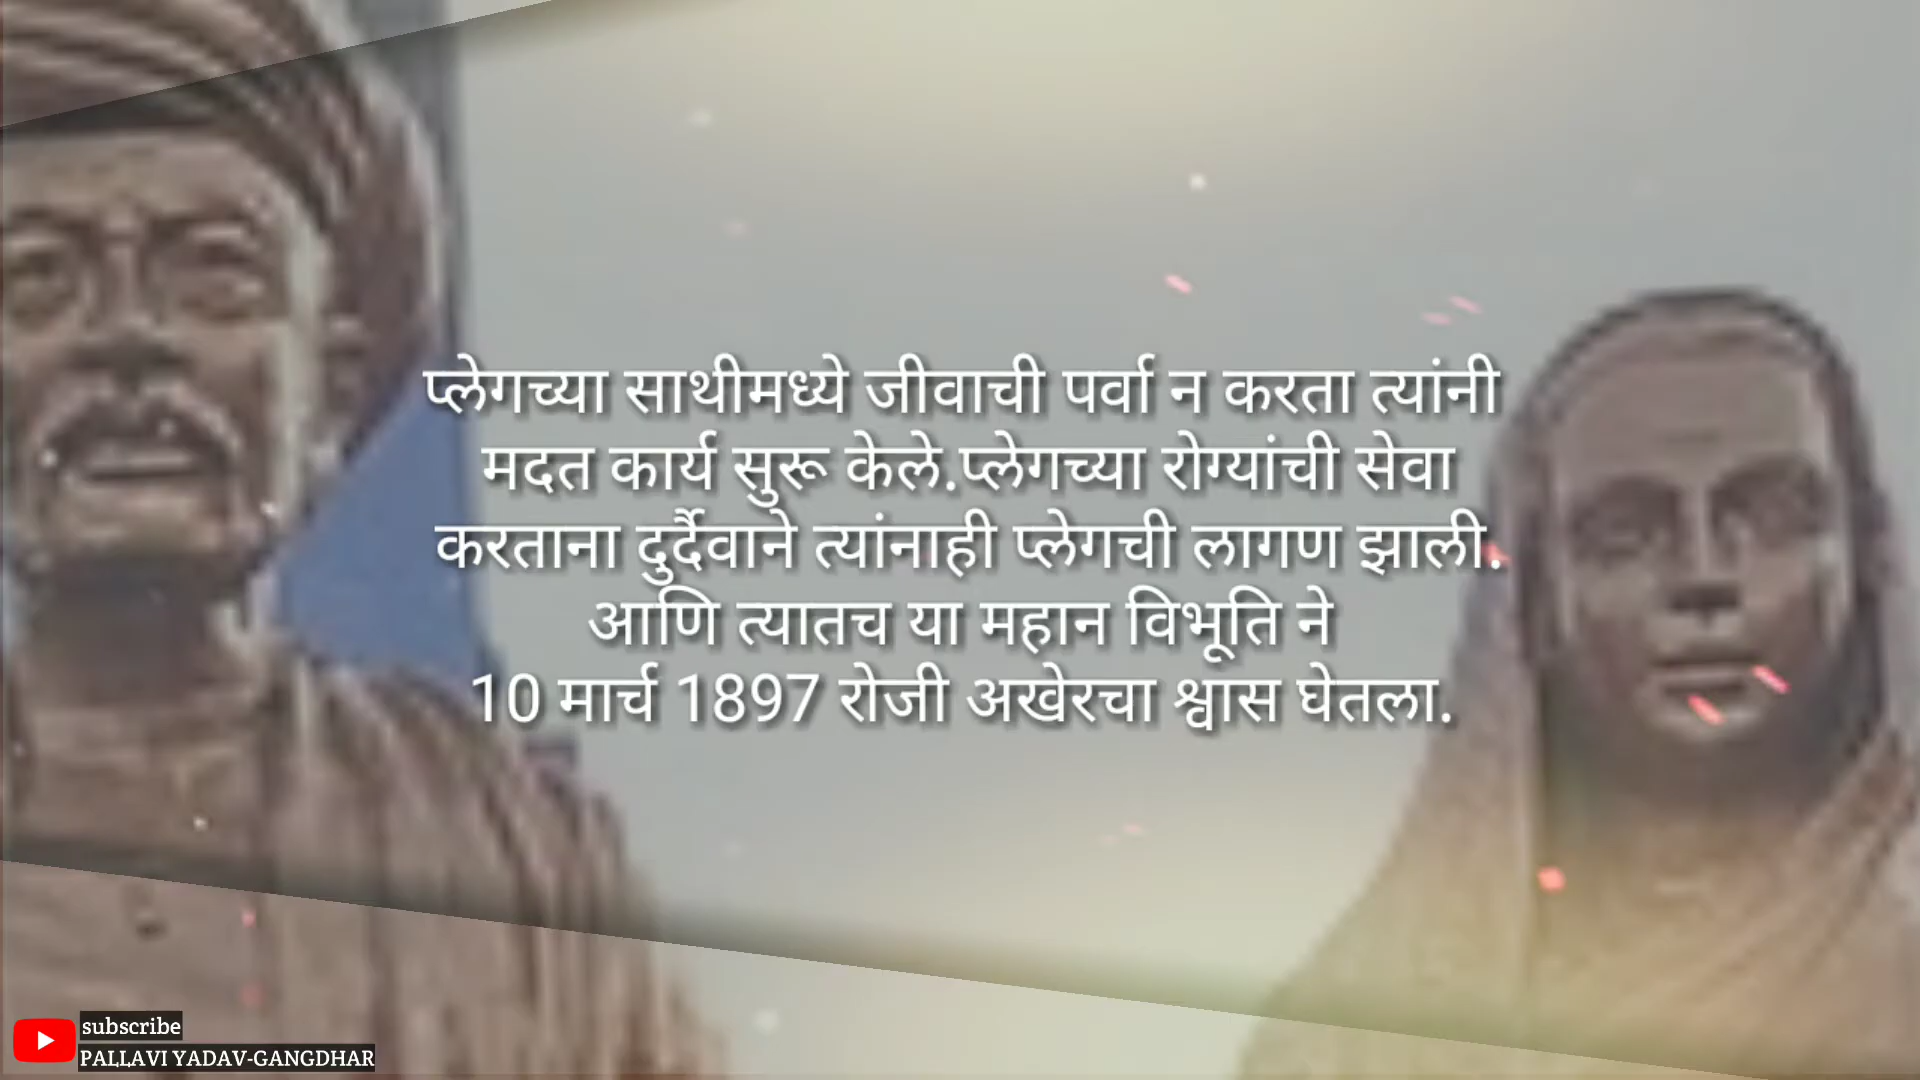 प्लेगच्या साथीमध्ये जीवाची पर्वा न करता त्यांनी
मदत कार्य सुरू केले.प्लेगच्या रोग्यांची सेवा
करताना दुर्दैवाने त्यांनाही प्लेगची लागण झाली.
आणि त्यातच या महान विभूति ने
10 मार्च 1897 रोजी अखेरचा श्वास घेतला.
subscribe
PALLAVI YADAV-GANGDHAR